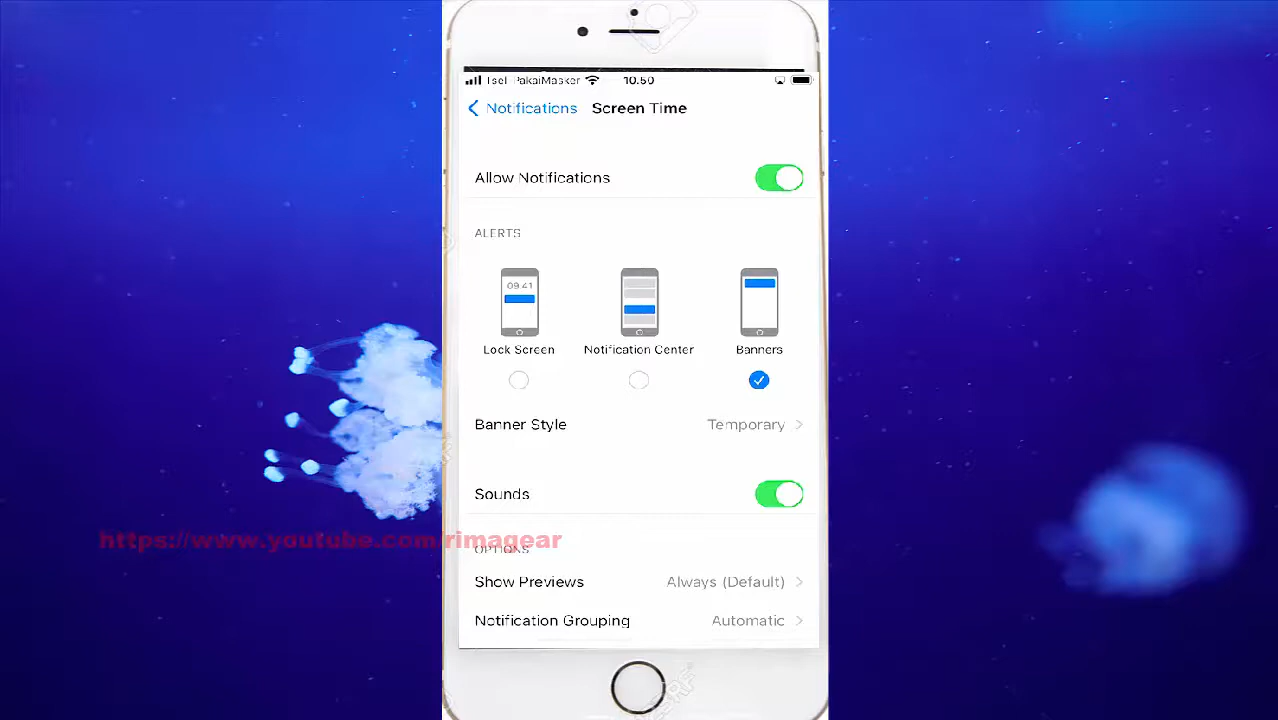 Tsel-PakaiMasker 10.50
Notifications Screen Time
Allow Notifications
ALERTS
09:41
Lock Screen Notification Center Banners
Banner Style Temporary
Sounds
https://www.youtube.com/rimagear
OPTIONS
Show Previews Always (Default)
Notification Grouping Automatic